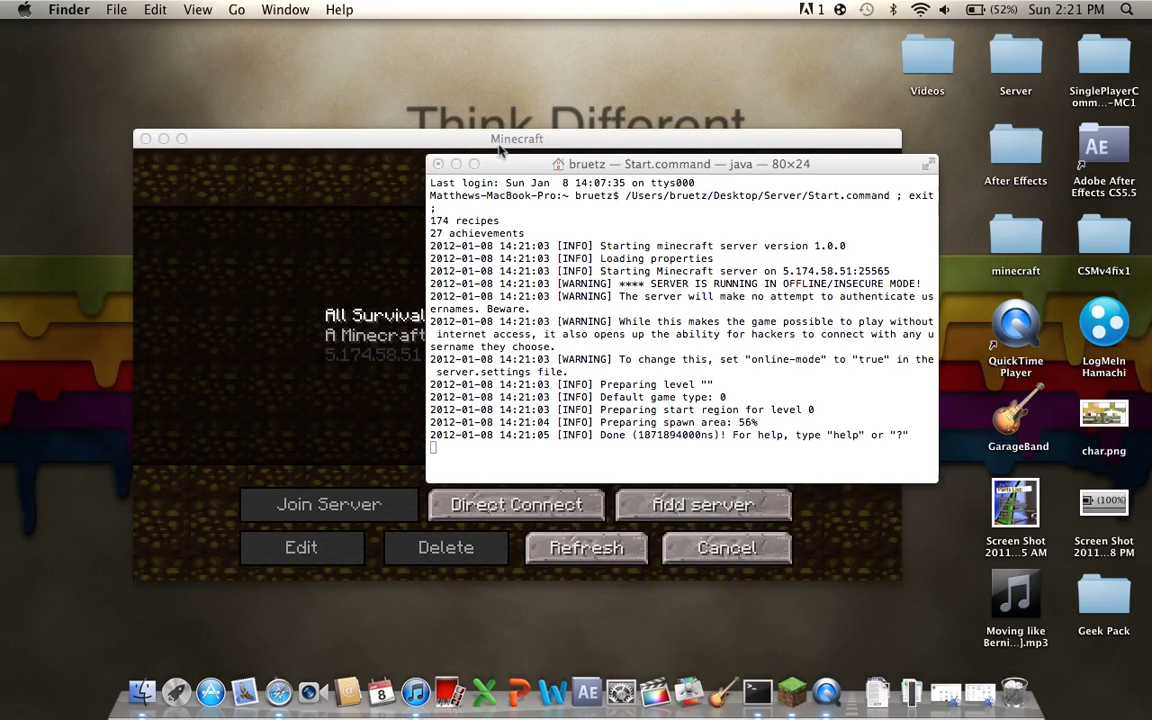 Finder File Edit View Go Window Help
1 (52%) Sun 2:21 PM
Think Different
Videos
Server
SinglePlayerC
omm...-MC1
Minecraft
bruetz — Start.command — java — 80×24
Last login: Sun Jan  8 14:07:35 on ttys000
Matthews-MacBook-Pro:~ bruetz$ /Users/bruetz/Desktop/Server/Start.command ; exit
;
174 recipes
27 achievements
2012-01-08 14:21:03 [INFO] Starting minecraft server version 1.0.0
2012-01-08 14:21:03 [INFO] Loading properties
2012-01-08 14:21:03 [INFO] Starting Minecraft server on 5.174.58.51:25565
2012-01-08 14:21:03 [WARNING] **** SERVER IS RUNNING IN OFFLINE/INSECURE MODE!
2012-01-08 14:21:03 [WARNING] The server will make no attempt to authenticate us
ernames. Beware.
2012-01-08 14:21:03 [WARNING] While this makes the game possible to play without
 internet access, it also opens up the ability for hackers to connect with any u
sername they choose.
2012-01-08 14:21:03 [WARNING] To change this, set "online-mode" to "true" in the
 server.settings file.
2012-01-08 14:21:03 [INFO] Preparing level ""
2012-01-08 14:21:03 [INFO] Default game type: 0
2012-01-08 14:21:03 [INFO] Preparing start region for level 0
2012-01-08 14:21:04 [INFO] Preparing spawn area: 56%
2012-01-08 14:21:05 [INFO] Done (1871894000ns)! For help, type "help" or "?"
All Survival
A Minecraft
5.174.58.51
Join Server Direct Connect Add server
Edit Delete Refresh Cancel
After Effects
AE
Adobe After
Effects CS5.5
minecraft
CSMv4fix1
QuickTime
Player
LogMeIn
Hamachi
GarageBand
char.png
(100%)
Screen Shot
2011...5 AM
Screen Shot
2011...8 PM
Moving like
Berni...].mp3
Geek Pack
8
AE